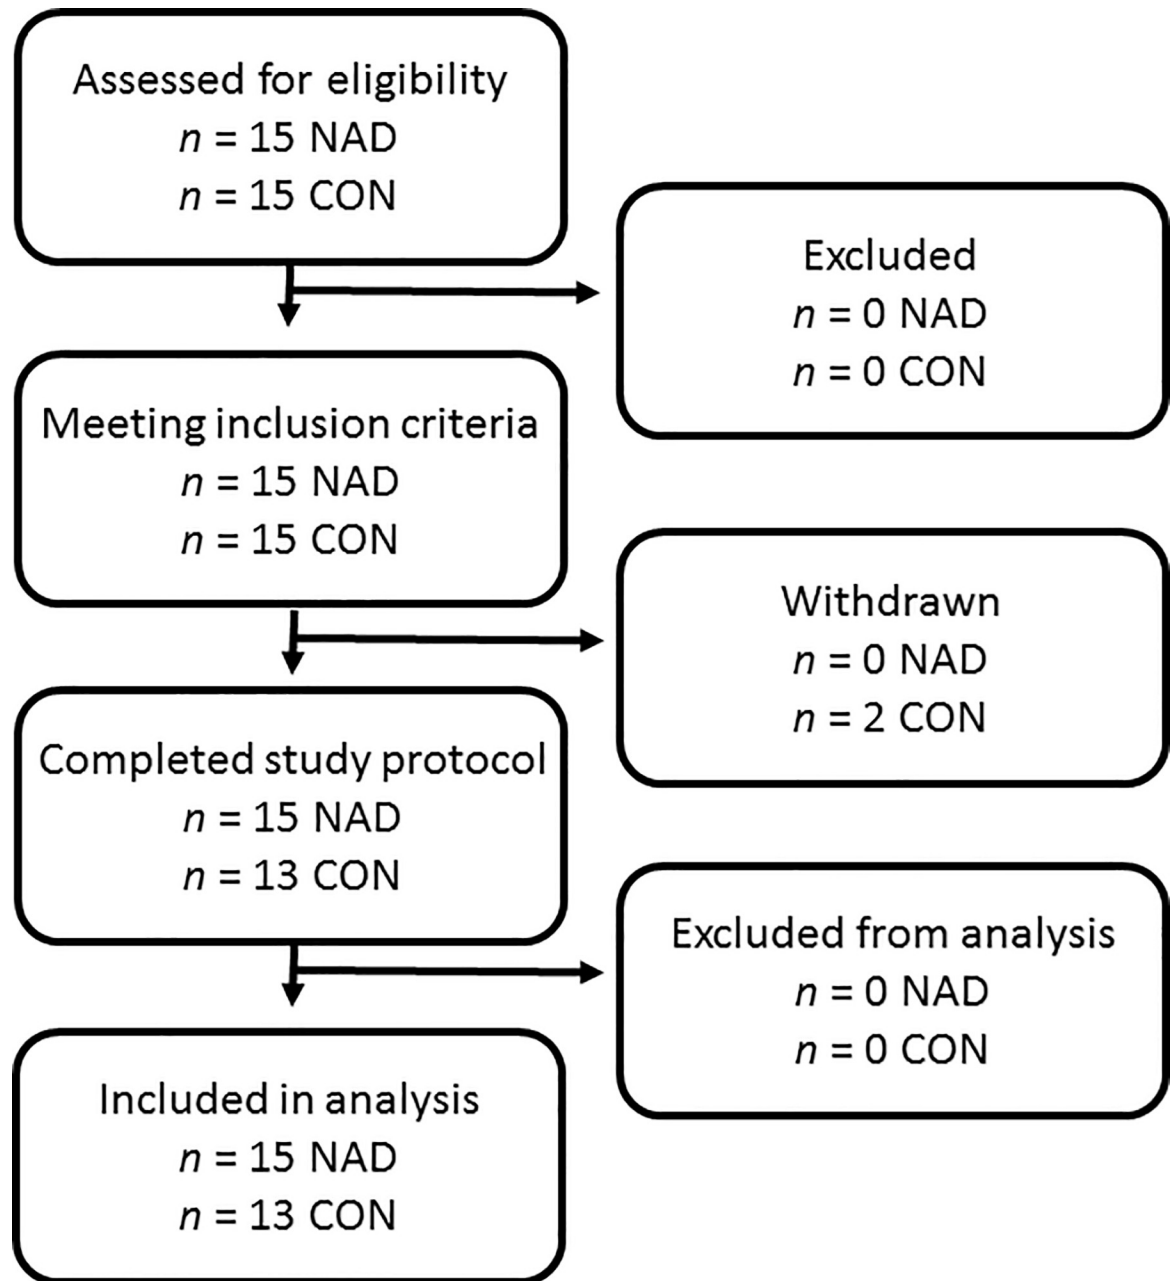 Assessed for eligibility
n = 15 NAD
n = 15 CON
Excluded
n = 0 NAD
n = 0 CON
Meeting inclusion criteria
n = 15 NAD
n = 15 CON
Withdrawn
n = 0 NAD
n = 2 CON
Completed study protocol
n = 15 NAD
n = 13 CON
Excluded from analysis
n = 0 NAD
n = 0 CON
Included in analysis
n = 15 NAD
n = 13 CON